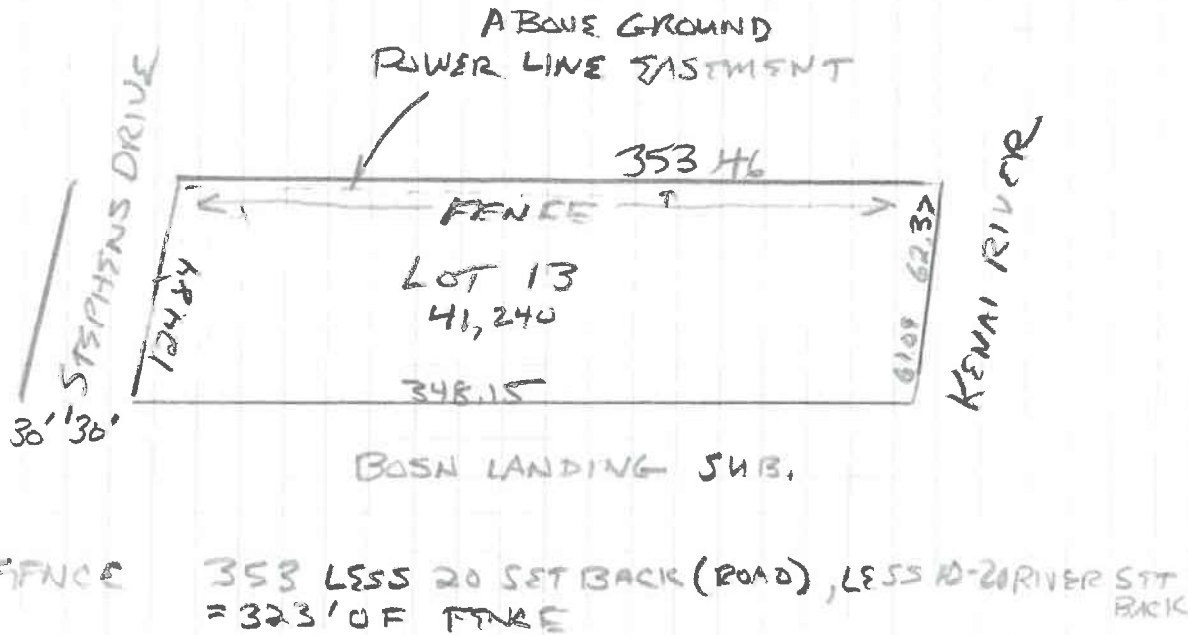 ABOVE GROUND
POWER LINE EASTMENT
STEPHENS DRIVE
353 46
FENCE
LOT 13
41,240
124.84
62.37
61.09
KENAI RIVER
348.15
30' 30'
BOSN LANDING SUB.
FENCE 353 LESS 20 SET BACK (ROAD), LESS 10-20 RIVER SET
BACK
= 323' OF FENCE